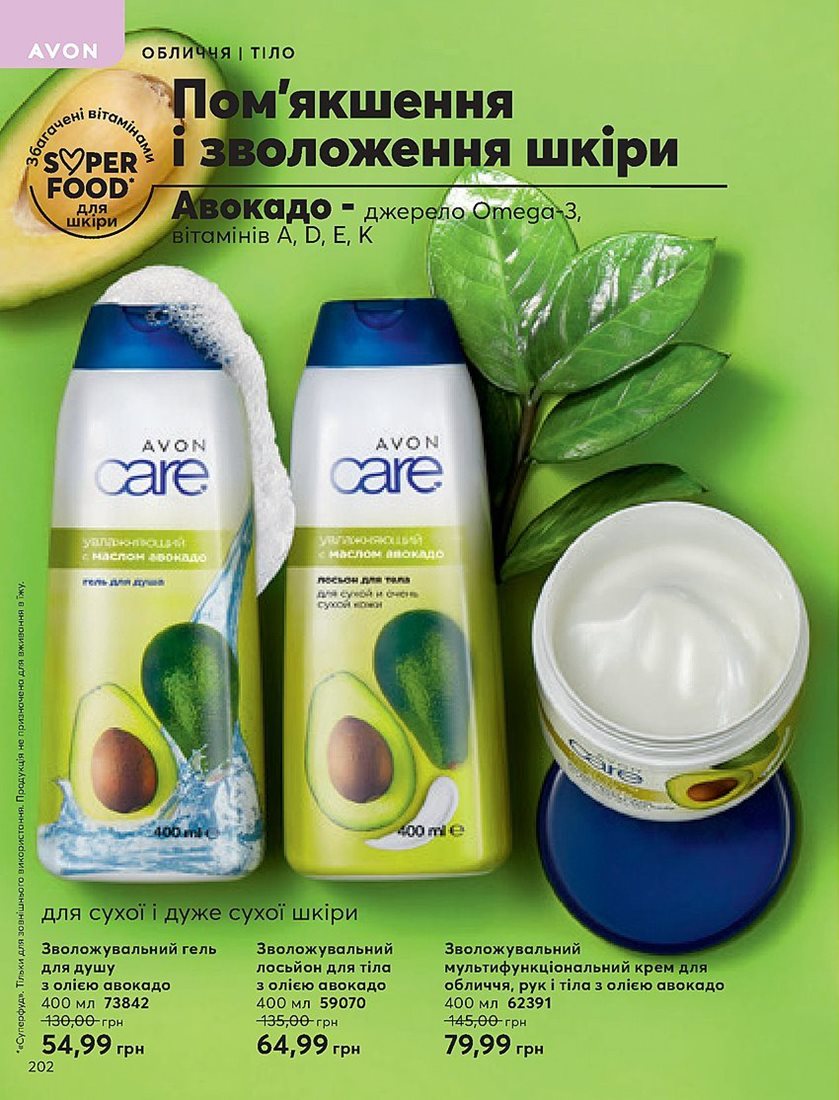 AVON
ОБЛИЧЧЯ | ТІЛО
Пом'якшення
і зволоження шкіри
Збагачені вітамінами
SUPER
FOOD*
для
шкіри
Авокадо - джерело Omega-3,
вітамінів A, D, E, K
AVON
care
увлажняющий
с маслом авокадо
гель для душа
400 ml e
AVON
care
увлажняющий
с маслом авокадо
лосьон для тела
для сухой и очень
сухой кожи
400 ml e
AVON
care
*«Суперфуд». Тільки для зовнішнього використання. Продукція не призначена для вживання в їжу.
для сухої і дуже сухої шкіри
Зволожувальний гель
для душу
з олією авокадо
400 мл 73842
130,00 грн
54,99 грн
Зволожувальний
лосьйон для тіла
з олією авокадо
400 мл 59070
135,00 грн
64,99 грн
Зволожувальний
мультифункціональний крем для
обличчя, рук і тіла з олією авокадо
400 мл 62391
145,00 грн
79,99 грн
202